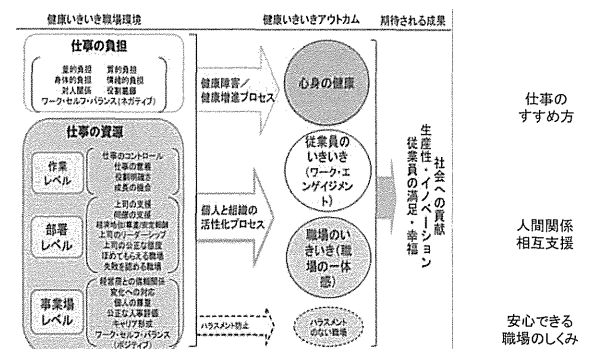 健康いきいき職場環境
健康いきいきアウトカム
期待される成果
仕事の負担
量的負担 質的負担
身体的負担 情緒的負担
対人関係 役割葛藤
ワーク・セルフ・バランス(ネガティブ)
健康障害/
健康増進プロセス
心身の健康
仕事の資源
作業
レベル
仕事のコントロール
仕事の意義
役割明確さ
成長の機会
部署
レベル
上司の支援
同僚の支援
経済地位/尊重/安定報酬
上司のリーダーシップ
上司の公正な態度
ほめてもらえる職場
失敗を認める職場
事業場
レベル
経営層との信頼関係
変化への対応
個人の尊重
公正な人事評価
キャリア形成
ワーク・セルフ・バランス
(ポジティブ)
個人と組織の
活性化プロセス
従業員の
いきいき
(ワーク・エ
ンゲイジメン
ト)
職場の
いきいき(職
場の一体
感)
ハラスメント防止
ハラスメント
のない職場
社会への貢献
生産性・イノベーション
従業員の満足・幸福
仕事の
すすめ方
人間関係
相互支援
安心できる
職場のしくみ